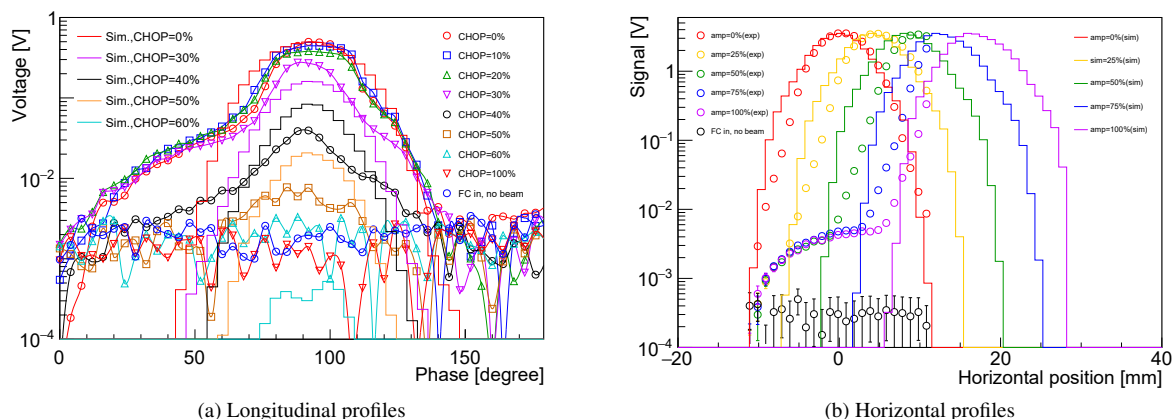 1
10⁻²
10⁻⁴
Voltage [V]
0
50
100
150
Phase [degree]
Sim.,CHOP=0%
Sim.,CHOP=30%
Sim.,CHOP=40%
Sim.,CHOP=50%
Sim.,CHOP=60%
CHOP=0%
CHOP=10%
CHOP=20%
CHOP=30%
CHOP=40%
CHOP=50%
CHOP=60%
CHOP=100%
FC in, no beam
(a) Longitudinal profiles
Signal [V]
1
10⁻¹
10⁻²
10⁻³
10⁻⁴
−20
0
20
40
Horizontal position [mm]
amp=0%(exp)
amp=25%(exp)
amp=50%(exp)
amp=75%(exp)
amp=100%(exp)
FC in, no beam
amp=0%(sim)
sim=25%(sim)
amp=50%(sim)
amp=75%(sim)
amp=100%(sim)
(b) Horizontal profiles